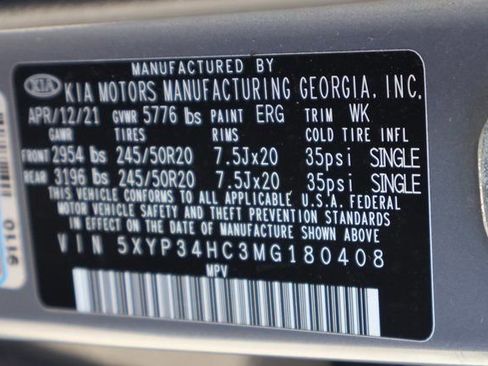 MANUFACTURED BY
KIA KIA MOTORS MANUFACTURING GEORGIA, INC.
APR/12/21 GVWR 5776 lbs PAINT ERG TRIM WK
GAWR TIRES RIMS COLD TIRE INFL
FRONT 2954 lbs 245/50R20 7.5Jx20 35psi SINGLE
REAR 3196 lbs 245/50R20 7.5Jx20 35psi SINGLE
THIS VEHICLE CONFORMS TO ALL APPLICABLE U.S.A. FEDERAL
MOTOR VEHICLE SAFETY AND THEFT PREVENTION STANDARDS
IN EFFECT ON THE DATE OF MANUFACTURE SHOWN ABOVE.
VIN 5XYP34HC3MG180408
MPV
9110